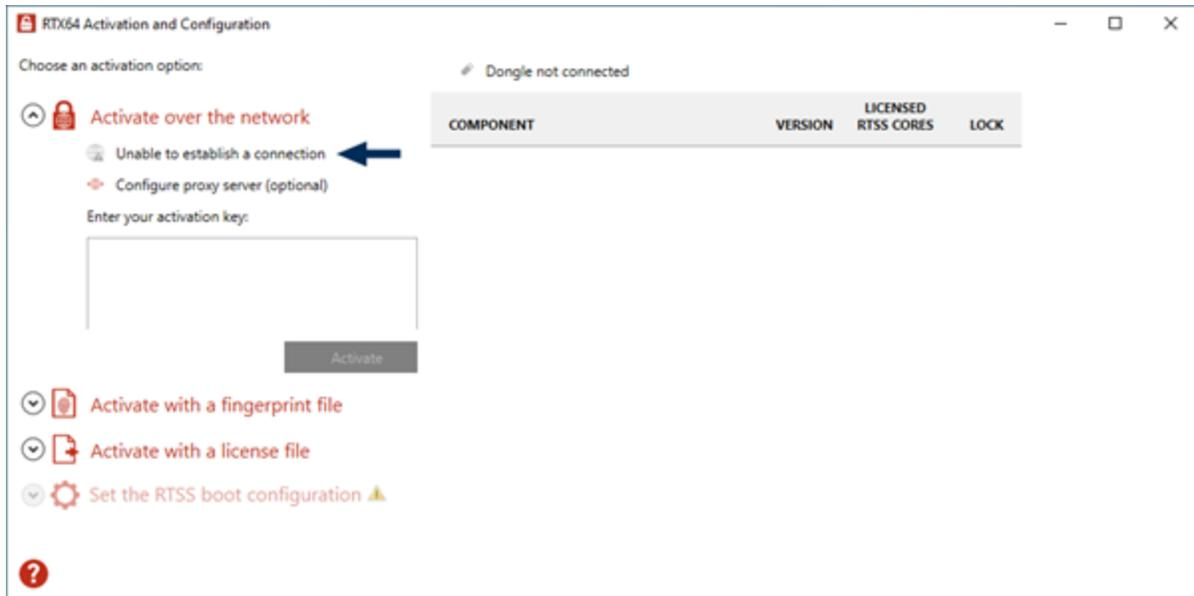 RTX64 Activation and Configuration
Choose an activation option:
Activate over the network
Unable to establish a connection
Configure proxy server (optional)
Enter your activation key:
Activate
Activate with a fingerprint file
Activate with a license file
Set the RTSS boot configuration
Dongle not connected
COMPONENT VERSION LICENSED RTSS CORES LOCK
?